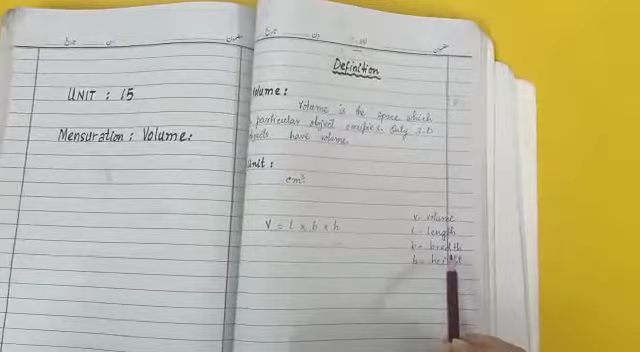 UNIT : 15
Mensuration : Volume:
Definition
Volume:
Volume is the space which
particular object occupies. Only 3.D
objects have volume.
Unit :
cm³
V = l x b x h
v = volume
l = length
b = bredth
h = height